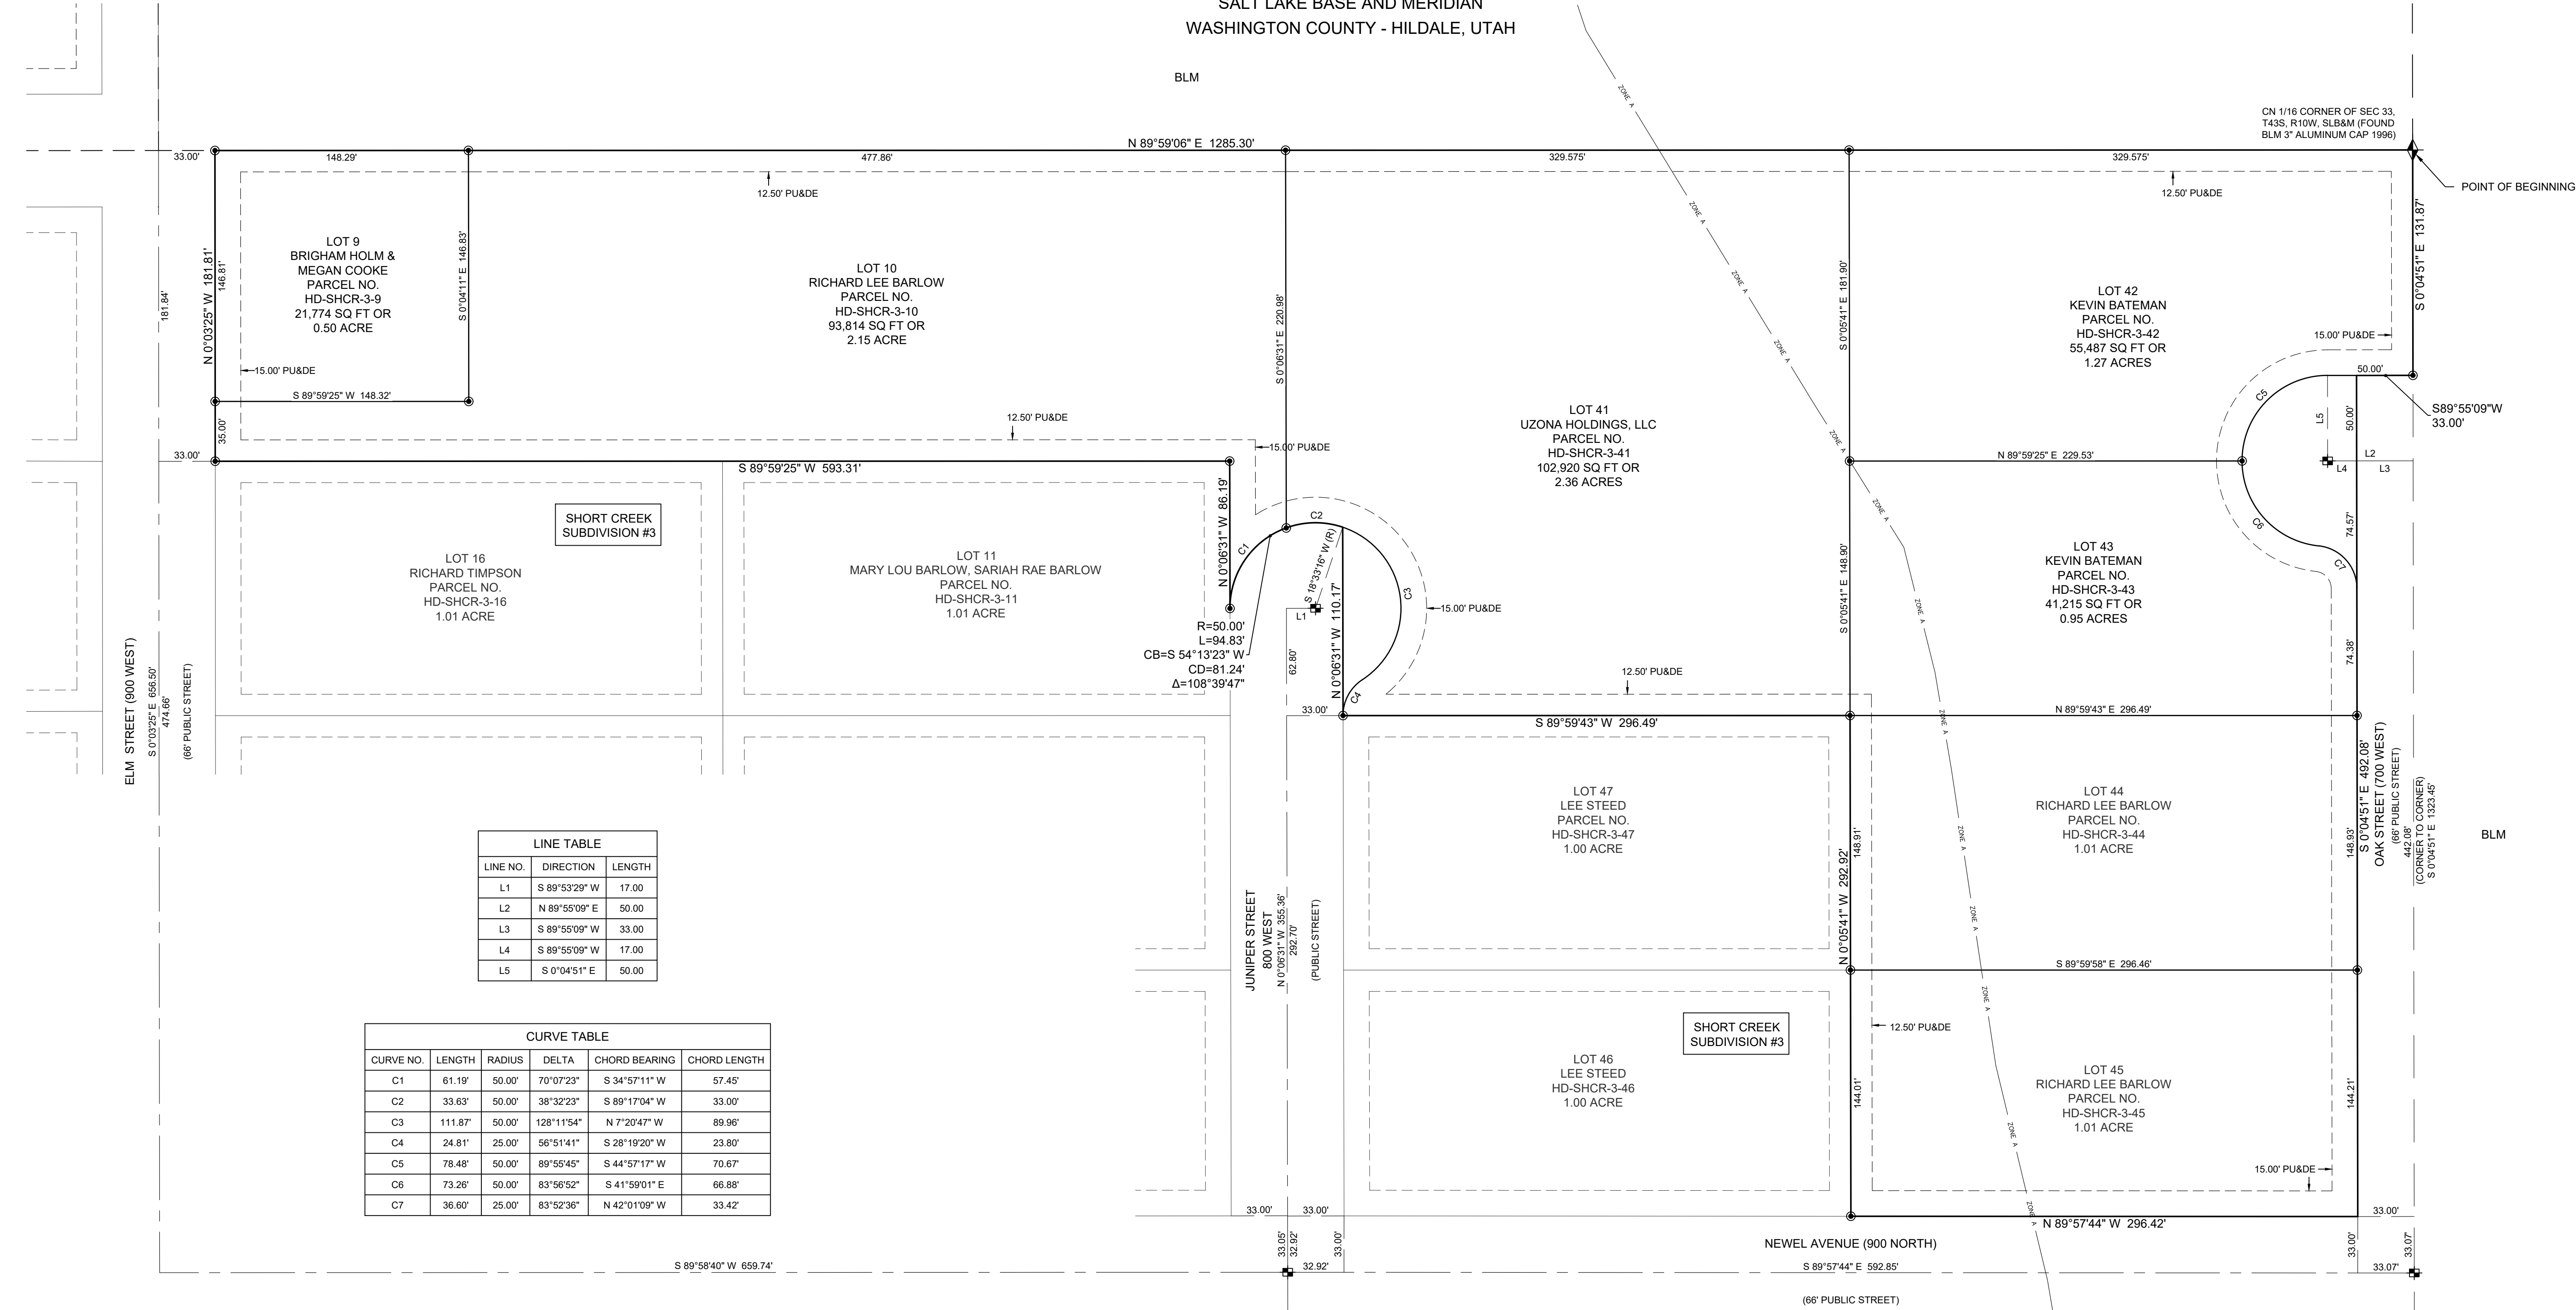 SALT LAKE BASE AND MERIDIAN
WASHINGTON COUNTY - HILDALE, UTAH
BLM
CN 1/16 CORNER OF SEC 33,
T43S, R10W, SLB&M (FOUND
BLM 3" ALUMINUM CAP 1996)
POINT OF BEGINNING
N 89°59'06" E 1285.30'
33.00'
148.29'
477.86'
329.575'
329.575'
12.50' PU&DE
12.50' PU&DE
181.84'
N 0°03'25" W 181.81'
146.81'
LOT 9
BRIGHAM HOLM &
MEGAN COOKE
PARCEL NO.
HD-SHCR-3-9
21,774 SQ FT OR
0.50 ACRE
S 0°04'11" E 146.83'
15.00' PU&DE
S 89°59'25" W 148.32'
35.00'
33.00'
LOT 10
RICHARD LEE BARLOW
PARCEL NO.
HD-SHCR-3-10
93,814 SQ FT OR
2.15 ACRE
12.50' PU&DE
S 0°06'31" E 220.98'
15.00' PU&DE
LOT 41
UZONA HOLDINGS, LLC
PARCEL NO.
HD-SHCR-3-41
102,920 SQ FT OR
2.36 ACRES
S 0°05'41" E 181.90'
LOT 42
KEVIN BATEMAN
PARCEL NO.
HD-SHCR-3-42
55,487 SQ FT OR
1.27 ACRES
S 0°04'51" E 131.87'
15.00' PU&DE
50.00'
S89°55'09"W
33.00'
C5
L5
50.00'
N 89°59'25" E 229.53'
L2
L4
L3
S 89°59'25" W 593.31'
N 0°06'31" W 86.19'
SHORT CREEK
SUBDIVISION #3
LOT 16
RICHARD TIMPSON
PARCEL NO.
HD-SHCR-3-16
1.01 ACRE
LOT 11
MARY LOU BARLOW, SARIAH RAE BARLOW
PARCEL NO.
HD-SHCR-3-11
1.01 ACRE
C1
C2
S 18°33'16" W (R)
C3
L1
15.00' PU&DE
R=50.00'
L=94.83'
CB=S 54°13'23" W
CD=81.24'
Δ=108°39'47"
62.80'
N 0°06'31" W 110.17'
C4
33.00'
12.50' PU&DE
S 89°59'43" W 296.49'
S 0°05'41" E 148.90'
LOT 43
KEVIN BATEMAN
PARCEL NO.
HD-SHCR-3-43
41,215 SQ FT OR
0.95 ACRES
C6
74.57'
C7
74.38'
N 89°59'43" E 296.49'
ELM STREET (900 WEST)
S 0°03'25" E 656.50'
474.66'
(66' PUBLIC STREET)
LOT 47
LEE STEED
PARCEL NO.
HD-SHCR-3-47
1.00 ACRE
N 0°05'41" W 292.92'
148.91'
LOT 44
RICHARD LEE BARLOW
PARCEL NO.
HD-SHCR-3-44
1.01 ACRE
148.93'
S 0°04'51" E 492.08'
OAK STREET (700 WEST)
(66' PUBLIC STREET)
442.08'
(CORNER TO CORNER)
S 0°04'51" E 1323.45'
BLM
LINE TABLE
LINE NO. DIRECTION LENGTH
L1 S 89°53'29" W 17.00
L2 N 89°55'09" E 50.00
L3 S 89°55'09" W 33.00
L4 S 89°55'09" W 17.00
L5 S 0°04'51" E 50.00
JUNIPER STREET
800 WEST
N 0°06'31" W 355.36'
292.70'
(PUBLIC STREET)
S 89°59'58" E 296.46'
SHORT CREEK
SUBDIVISION #3
12.50' PU&DE
CURVE TABLE
CURVE NO. LENGTH RADIUS DELTA CHORD BEARING CHORD LENGTH
C1 61.19' 50.00' 70°07'23" S 34°57'11" W 57.45'
C2 33.63' 50.00' 38°32'23" S 89°17'04" W 33.00'
C3 111.87' 50.00' 128°11'54" N 7°20'47" W 89.96'
C4 24.81' 25.00' 56°51'41" S 28°19'20" W 23.80'
C5 78.48' 50.00' 89°55'45" S 44°57'17" W 70.67'
C6 73.26' 50.00' 83°56'52" S 41°59'01" E 66.88'
C7 36.60' 25.00' 83°52'36" N 42°01'09" W 33.42'
LOT 46
LEE STEED
HD-SHCR-3-46
1.00 ACRE
144.01'
LOT 45
RICHARD LEE BARLOW
PARCEL NO.
HD-SHCR-3-45
1.01 ACRE
144.21'
15.00' PU&DE
33.00'
33.00'
33.00'
N 89°57'44" W 296.42'
NEWEL AVENUE (900 NORTH)
33.05'
32.92'
33.00'
33.00'
33.07'
S 89°58'40" W 659.74'
32.92'
S 89°57'44" E 592.85'
33.07'
(66' PUBLIC STREET)
ZONE A
ZONE A
ZONE A
ZONE A
ZONE A
ZONE A
ZONE A
ZONE A
ZONE A
ZONE A
ZONE A
ZONE A
ZONE A